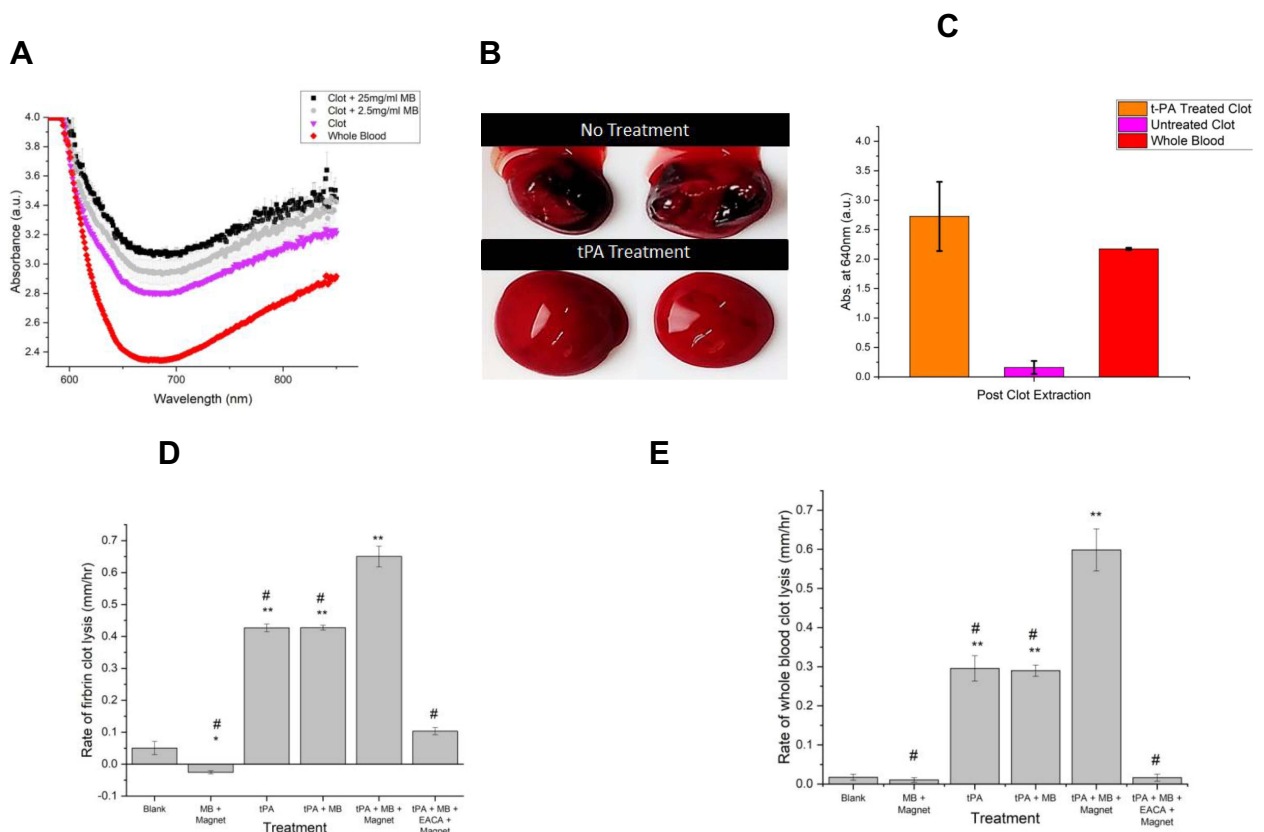 A
B
C
Clot + 25mg/ml MB
Clot + 2.5mg/ml MB
Clot
Whole Blood
4.0
3.8
3.6
3.4
3.2
3.0
2.8
2.6
2.4
Absorbance (a.u.)
600
700
800
Wavelength (nm)
No Treatment
tPA Treatment
t-PA Treated Clot
Untreated Clot
Whole Blood
4.0
3.5
3.0
2.5
2.0
1.5
1.0
0.5
0.0
Abs. at 640nm (a.u.)
Post Clot Extraction
D
E
0.7
0.6
0.5
0.4
0.3
0.2
0.1
0.0
-0.1
Rate of firbrin clot lysis (mm/hr)
#
*
#
**
#
**
**
#
Blank
MB +
Magnet
tPA
tPA + MB
tPA + MB +
Magnet
tPA + MB +
EACA +
Magnet
Treatment
0.7
0.6
0.5
0.4
0.3
0.2
0.1
0.0
Rate of whole blood clot lysis (mm/hr)
#
#
**
#
**
**
#
Blank
MB +
Magnet
tPA
tPA + MB
tPA + MB +
Magnet
tPA + MB +
EACA +
Magnet
Treatment